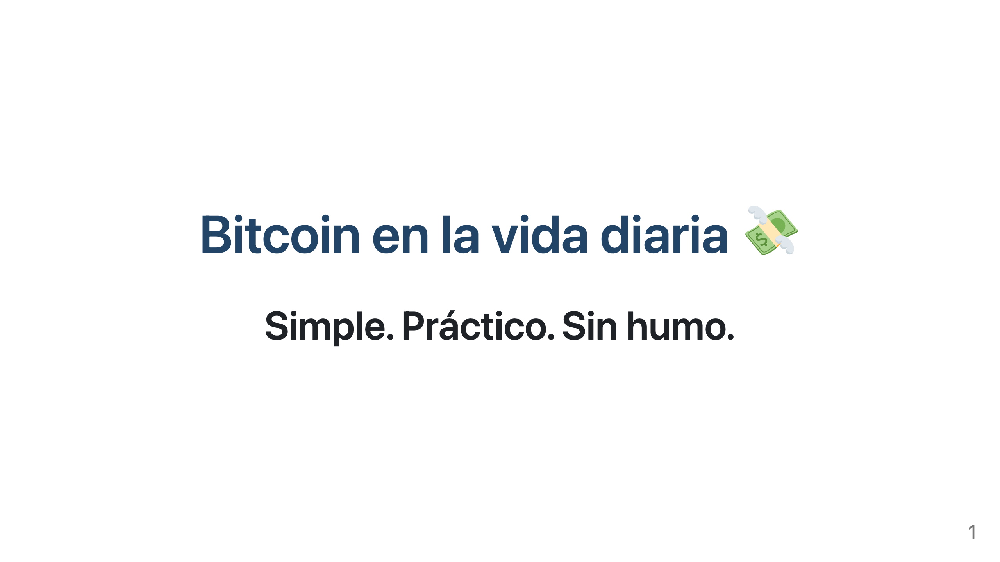 Bitcoin en la vida diaria 💸
Simple. Práctico. Sin humo.
1